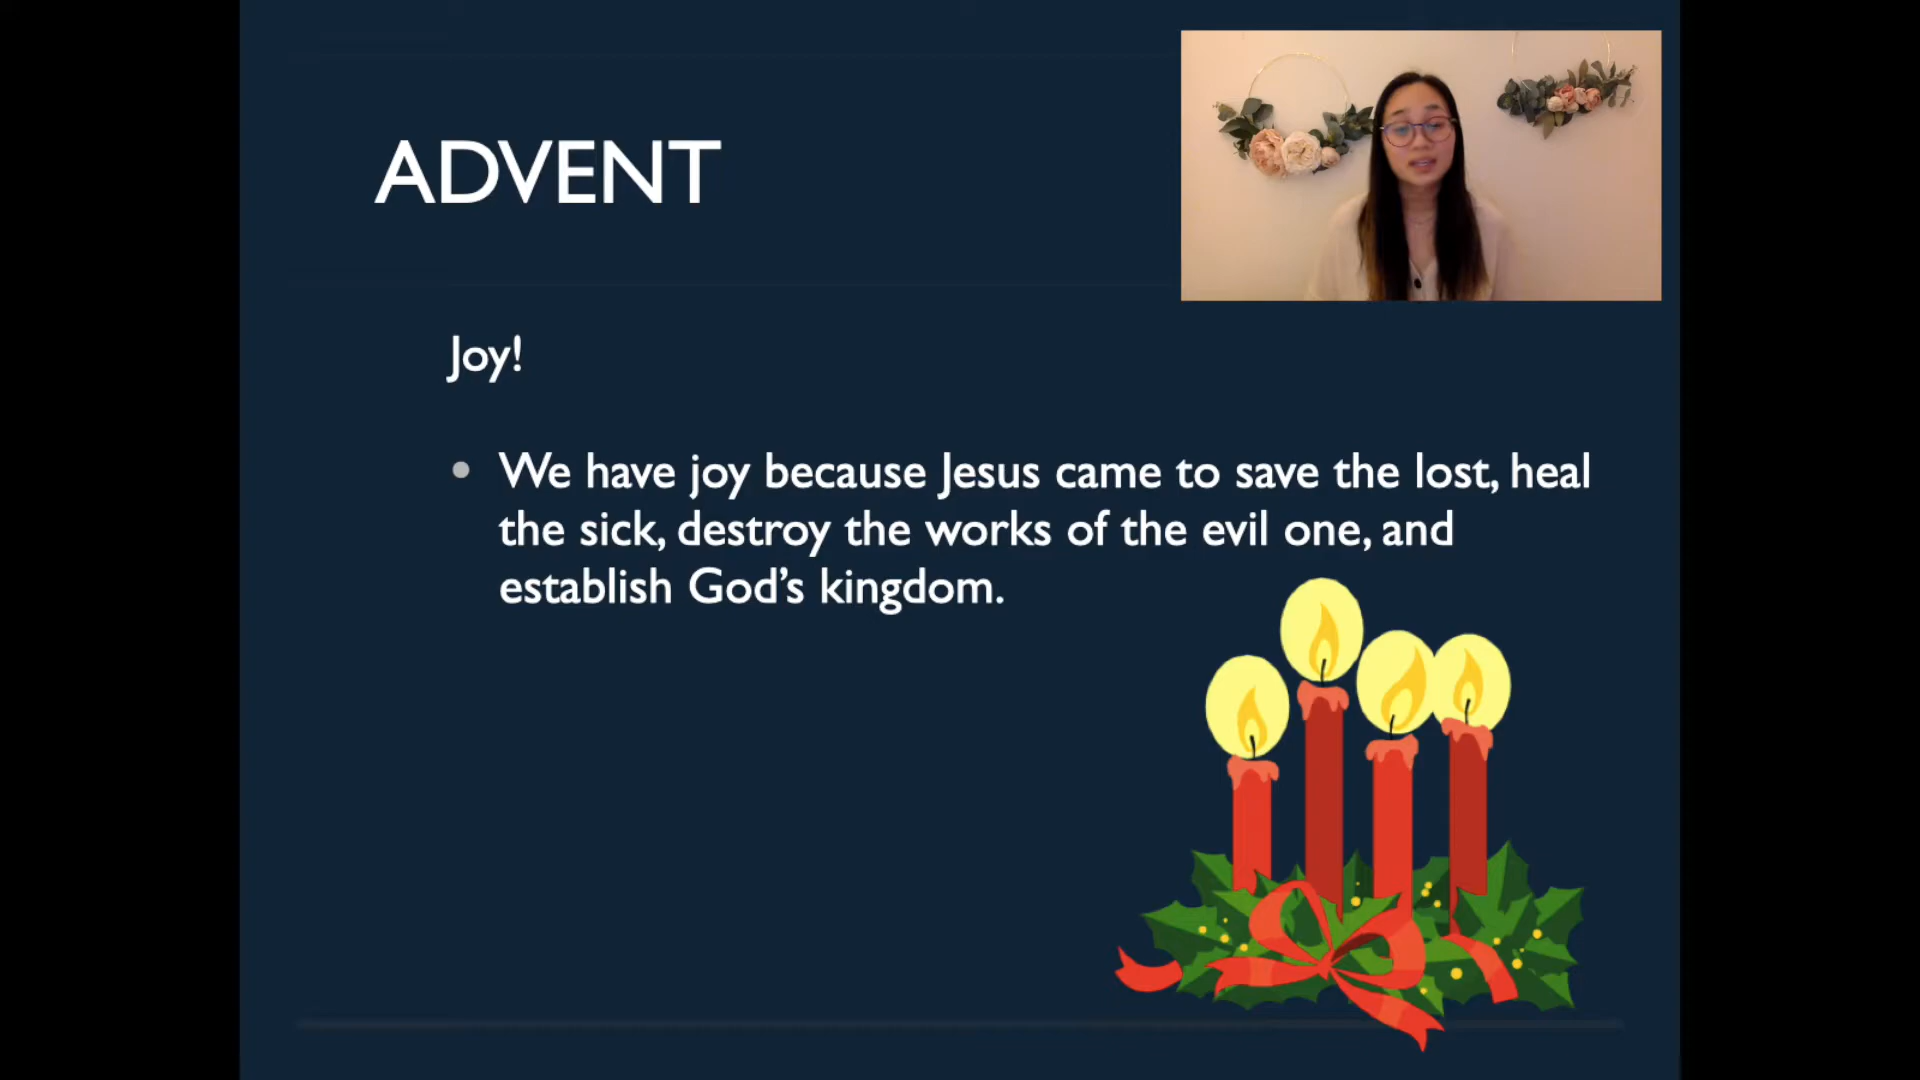 ADVENT
Joy!
• We have joy because Jesus came to save the lost, heal
the sick, destroy the works of the evil one, and
establish God’s kingdom.